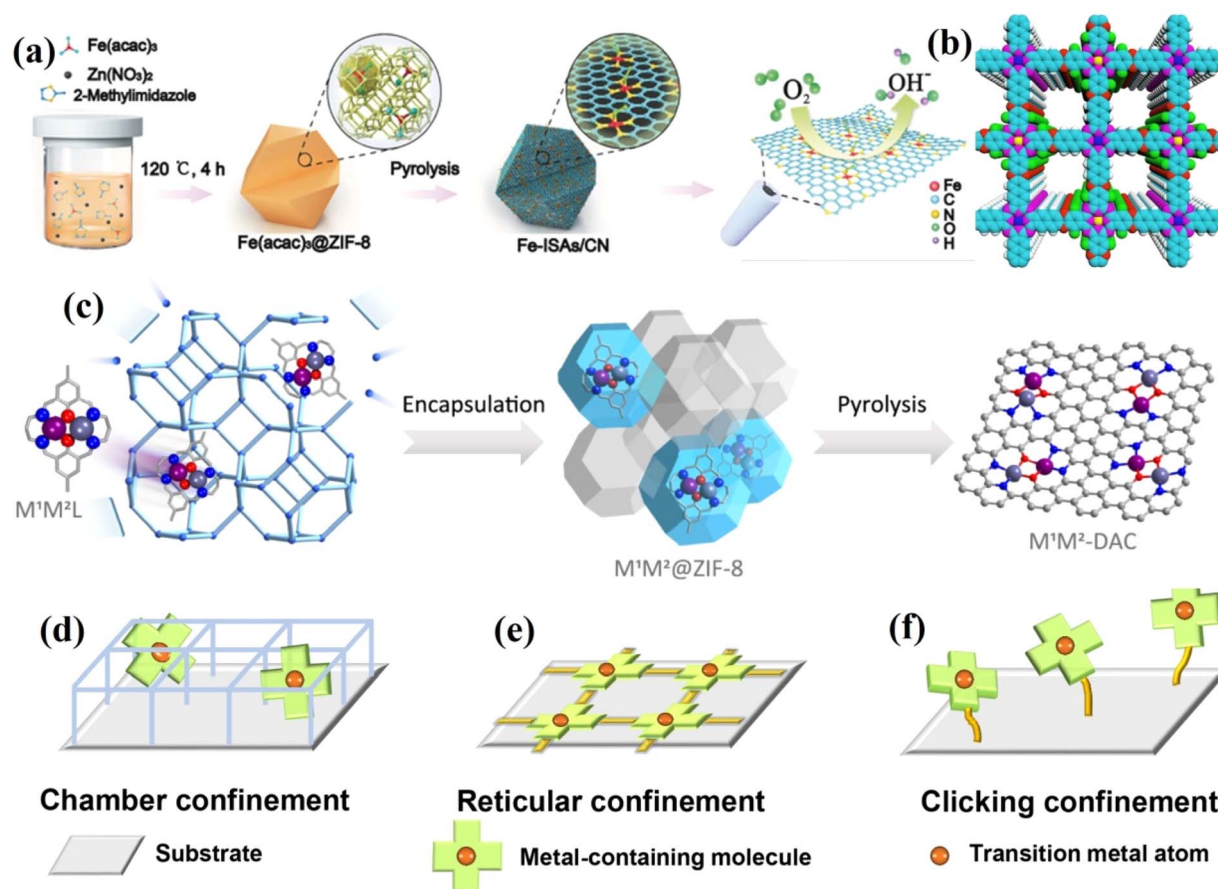 (a)
Fe(acac)₃
Zn(NO₃)₂
2-Methylimidazole
120 ℃, 4 h
Fe(acac)₃@ZIF-8
Pyrolysis
Fe-ISAs/CN
O₂
OH⁻
Fe
C
N
O
H
(b)
(c)
M¹M²L
Encapsulation
M¹M²@ZIF-8
Pyrolysis
M¹M²-DAC
(d)
(e)
(f)
Chamber confinement
Reticular confinement
Clicking confinement
Substrate
Metal-containing molecule
Transition metal atom